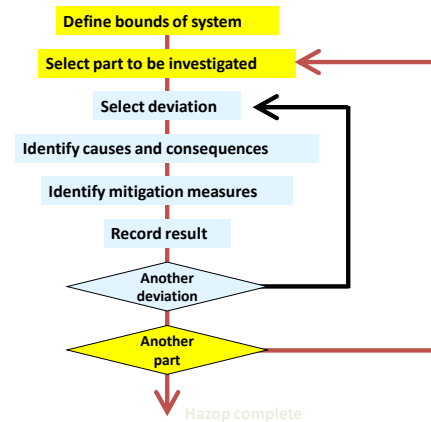 Define bounds of system
Select part to be investigated
Select deviation
Identify causes and consequences
Identify mitigation measures
Record result
Another
deviation
Another
part
Hazop complete